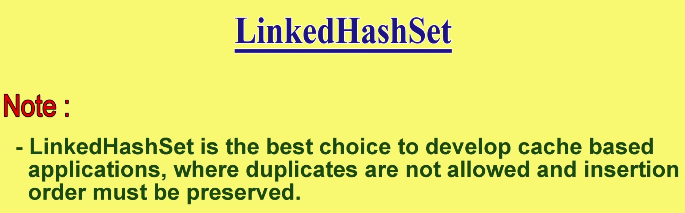 LinkedHashSet
Note :
- LinkedHashSet is the best choice to develop cache based
applications, where duplicates are not allowed and insertion
order must be preserved.